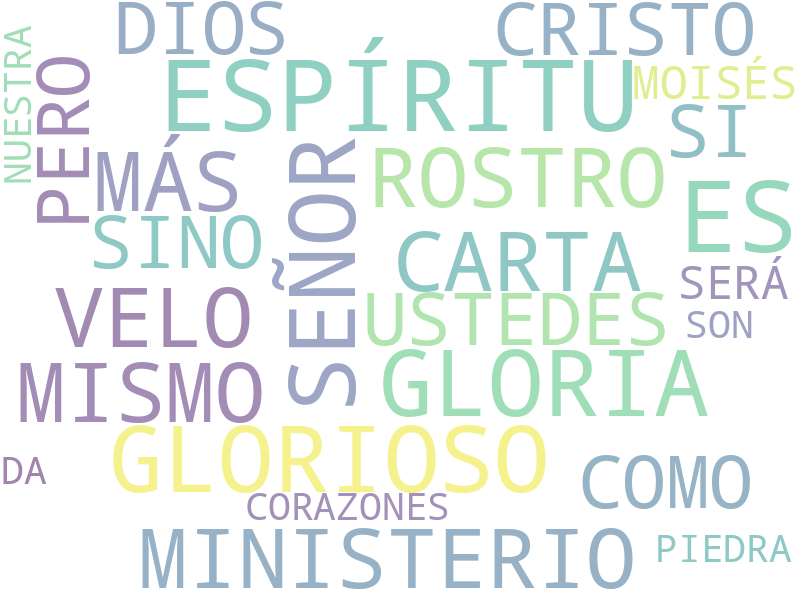 DIOS
CRISTO
NUESTRA
PERO
ESPÍRITU
MOISÉS
SI
MÁS
SEÑOR
ROSTRO
ES
SINO
CARTA
SERÁ
VELO
USTEDES
SON
MISMO
GLORIA
GLORIOSO
DA
COMO
CORAZONES
MINISTERIO
PIEDRA